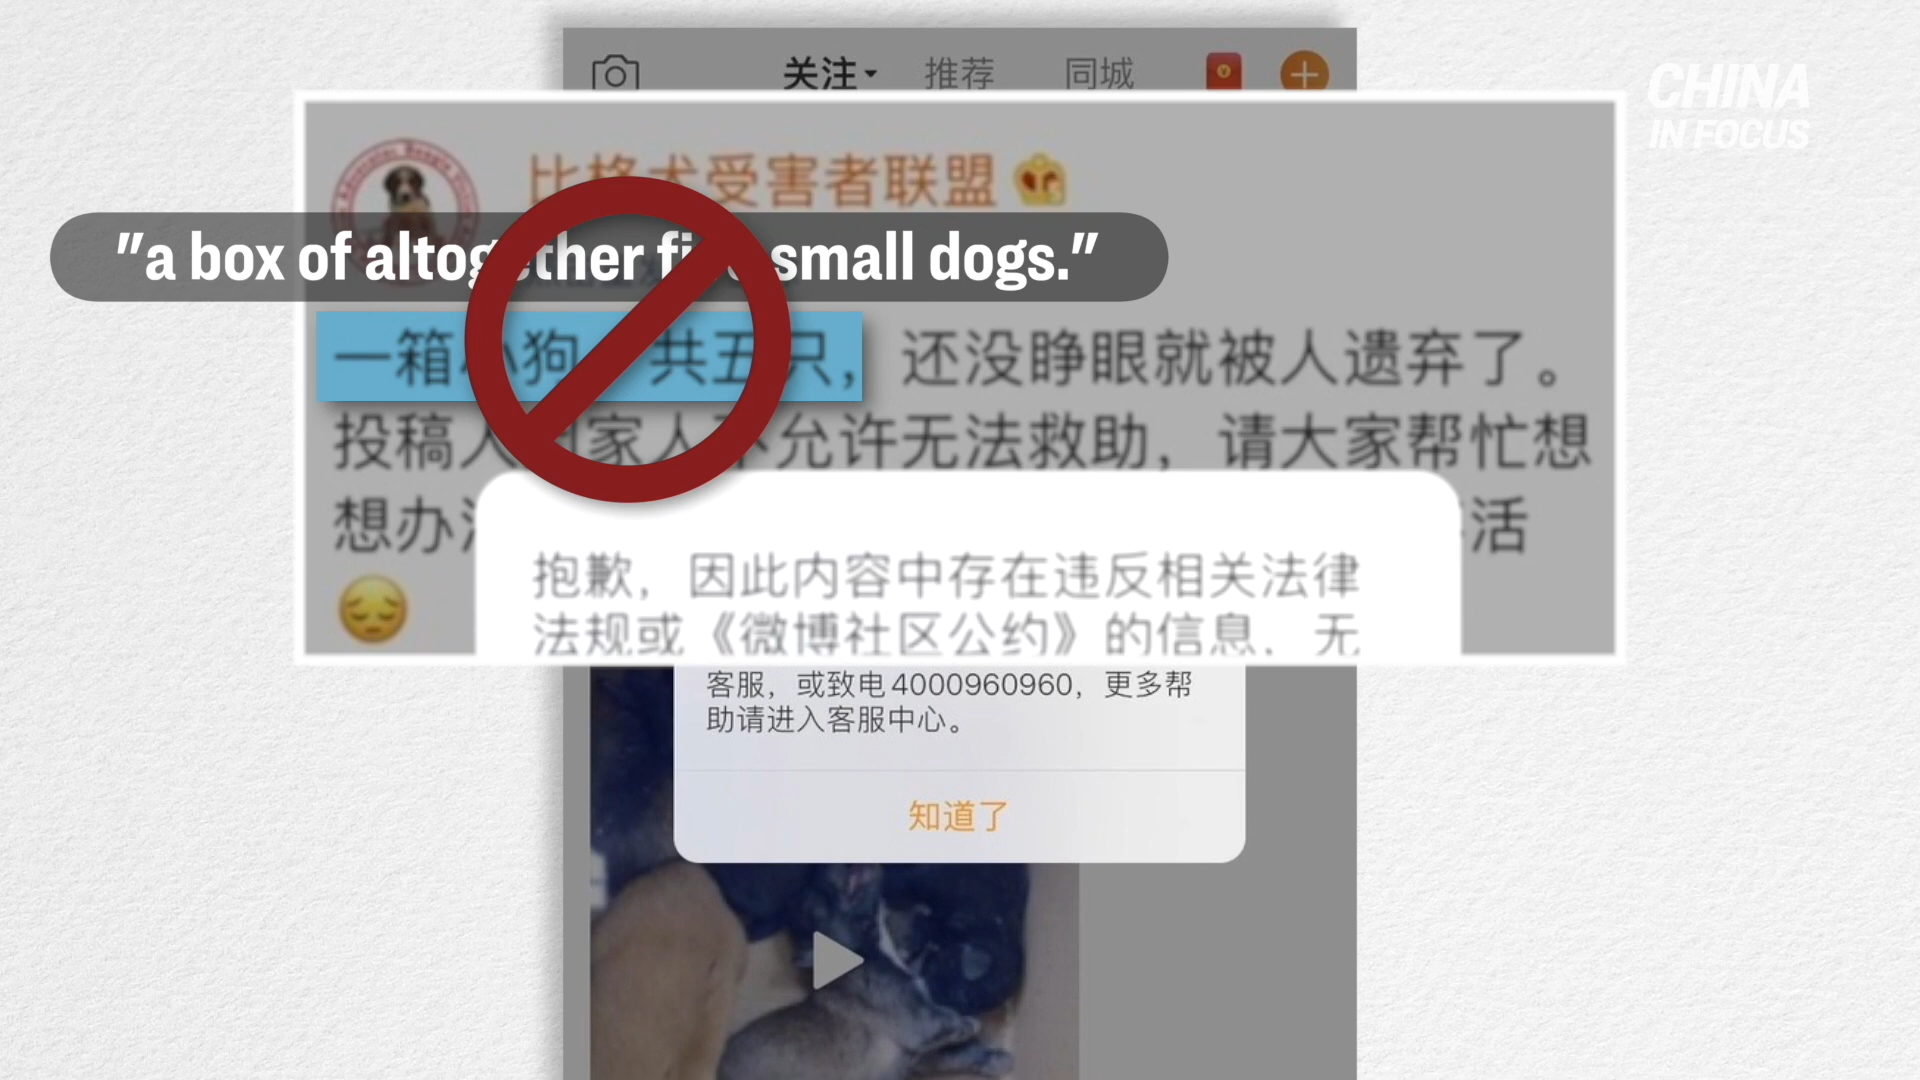 关注 推荐 同城
CHINA
IN FOCUS
比格犬受害者联盟
"a box of altogether fi small dogs."
一箱小狗 共五只，还没睁眼就被人遗弃了。
投稿人因家人不允许无法救助，请大家帮忙想
想办 活
抱歉，因此内容中存在违反相关法律
法规或《微博社区公约》的信息，无
客服，或致电4000960960，更多帮
助请进入客服中心。
知道了